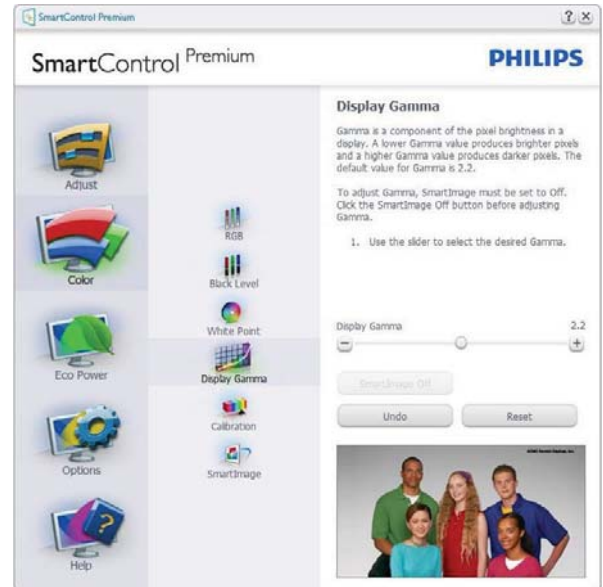 SmartControl Premium
? ×
SmartControl Premium
PHILIPS
Adjust
Color
Eco Power
Options
Help
RGB
Black Level
White Point
Display Gamma
Calibration
SmartImage
Display Gamma
Gamma is a component of the pixel brightness in a
display. A lower Gamma value produces brighter pixels
and a higher Gamma value produces darker pixels. The
default value for Gamma is 2.2.
To adjust Gamma, SmartImage must be set to Off.
Click the SmartImage Off button before adjusting
Gamma.
1. Use the slider to select the desired Gamma.
Display Gamma 2.2
SmartImage Off
Undo Reset